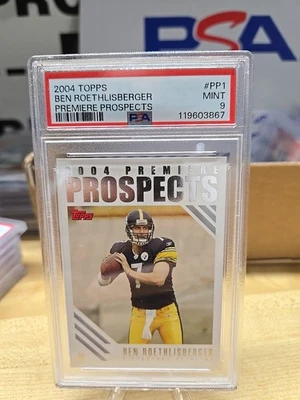 PRO
PSA
2004 TOPPS #PP1
BEN ROETHLISBERGER MINT
PREMIERE PROSPECTS PSA 9
119603867
2004 PREMIERE
PROSPECTS
Topps
7
BEN ROETHLISBERGER